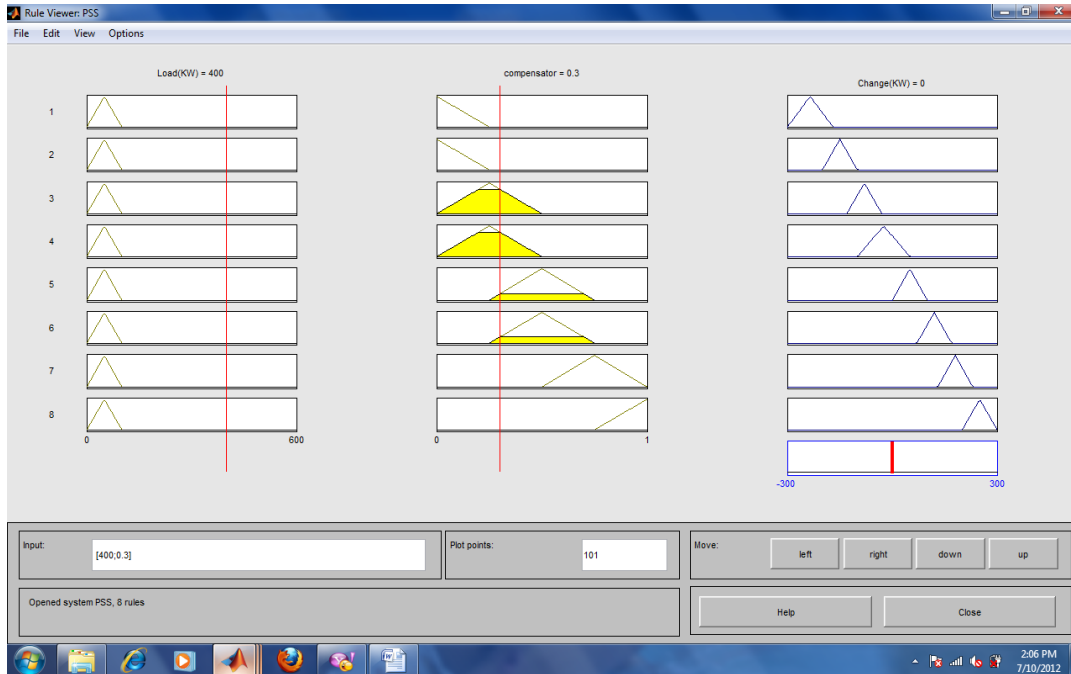 Rule Viewer: PSS
File Edit View Options
Load(KW) = 400
compensator = 0.3
Change(KW) = 0
1
2
3
4
5
6
7
8
0 600
0 1
-300 300
Input:
[400;0.3]
Plot points:
101
Move:
left right down up
Opened system PSS, 8 rules
Help Close
2:06 PM
7/10/2012